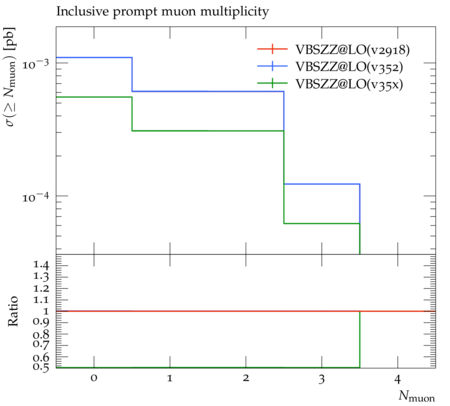 Inclusive prompt muon multiplicity
σ(≥ Nmuon) [pb]
10⁻³
10⁻⁴
VBSZZ@LO(v2918)
VBSZZ@LO(v352)
VBSZZ@LO(v35x)
Ratio
1.4
1.3
1.2
1.1
1
0.9
0.8
0.7
0.6
0.5
0 1 2 3 4
Nmuon